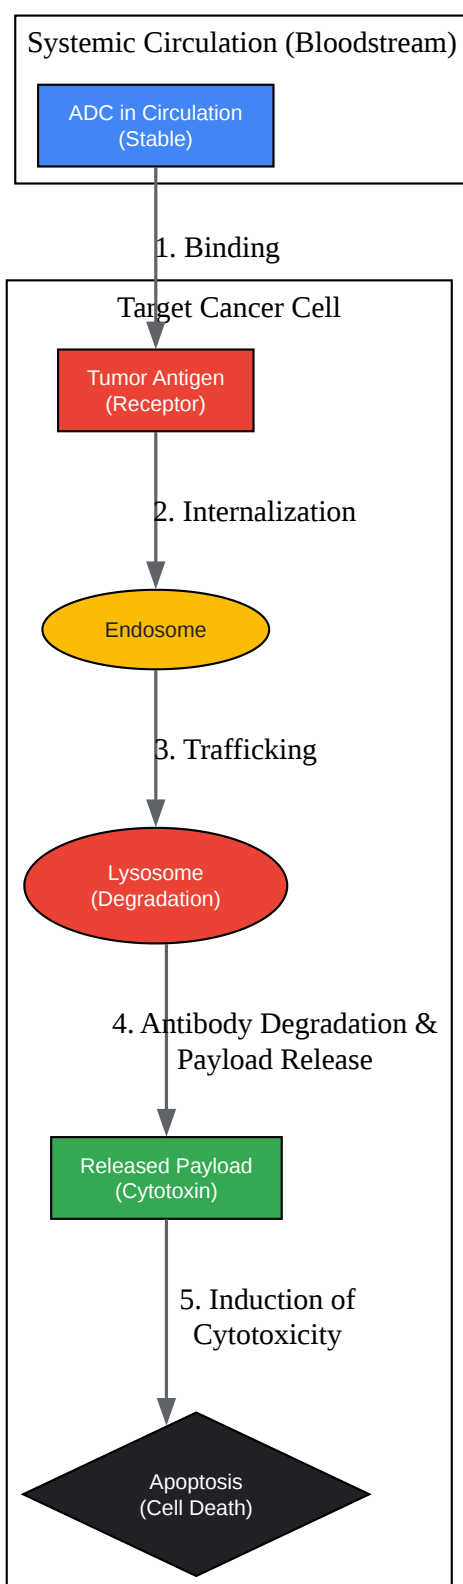 Systemic Circulation (Bloodstream)
ADC in Circulation
(Stable)
1. Binding
Target Cancer Cell
Tumor Antigen
(Receptor)
2. Internalization
Endosome
3. Trafficking
Lysosome
(Degradation)
4. Antibody Degradation &
Payload Release
Released Payload
(Cytotoxin)
5. Induction of
Cytotoxicity
Apoptosis
(Cell Death)